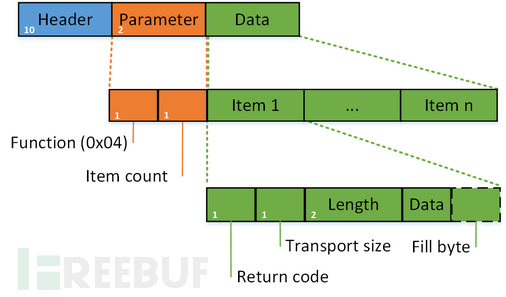 Header Parameter Data
10 2
Item 1 ... Item n
1 1
Function (0x04)
Item count
Length Data
1 1 2
Transport size Fill byte
Return code
FREEBUF